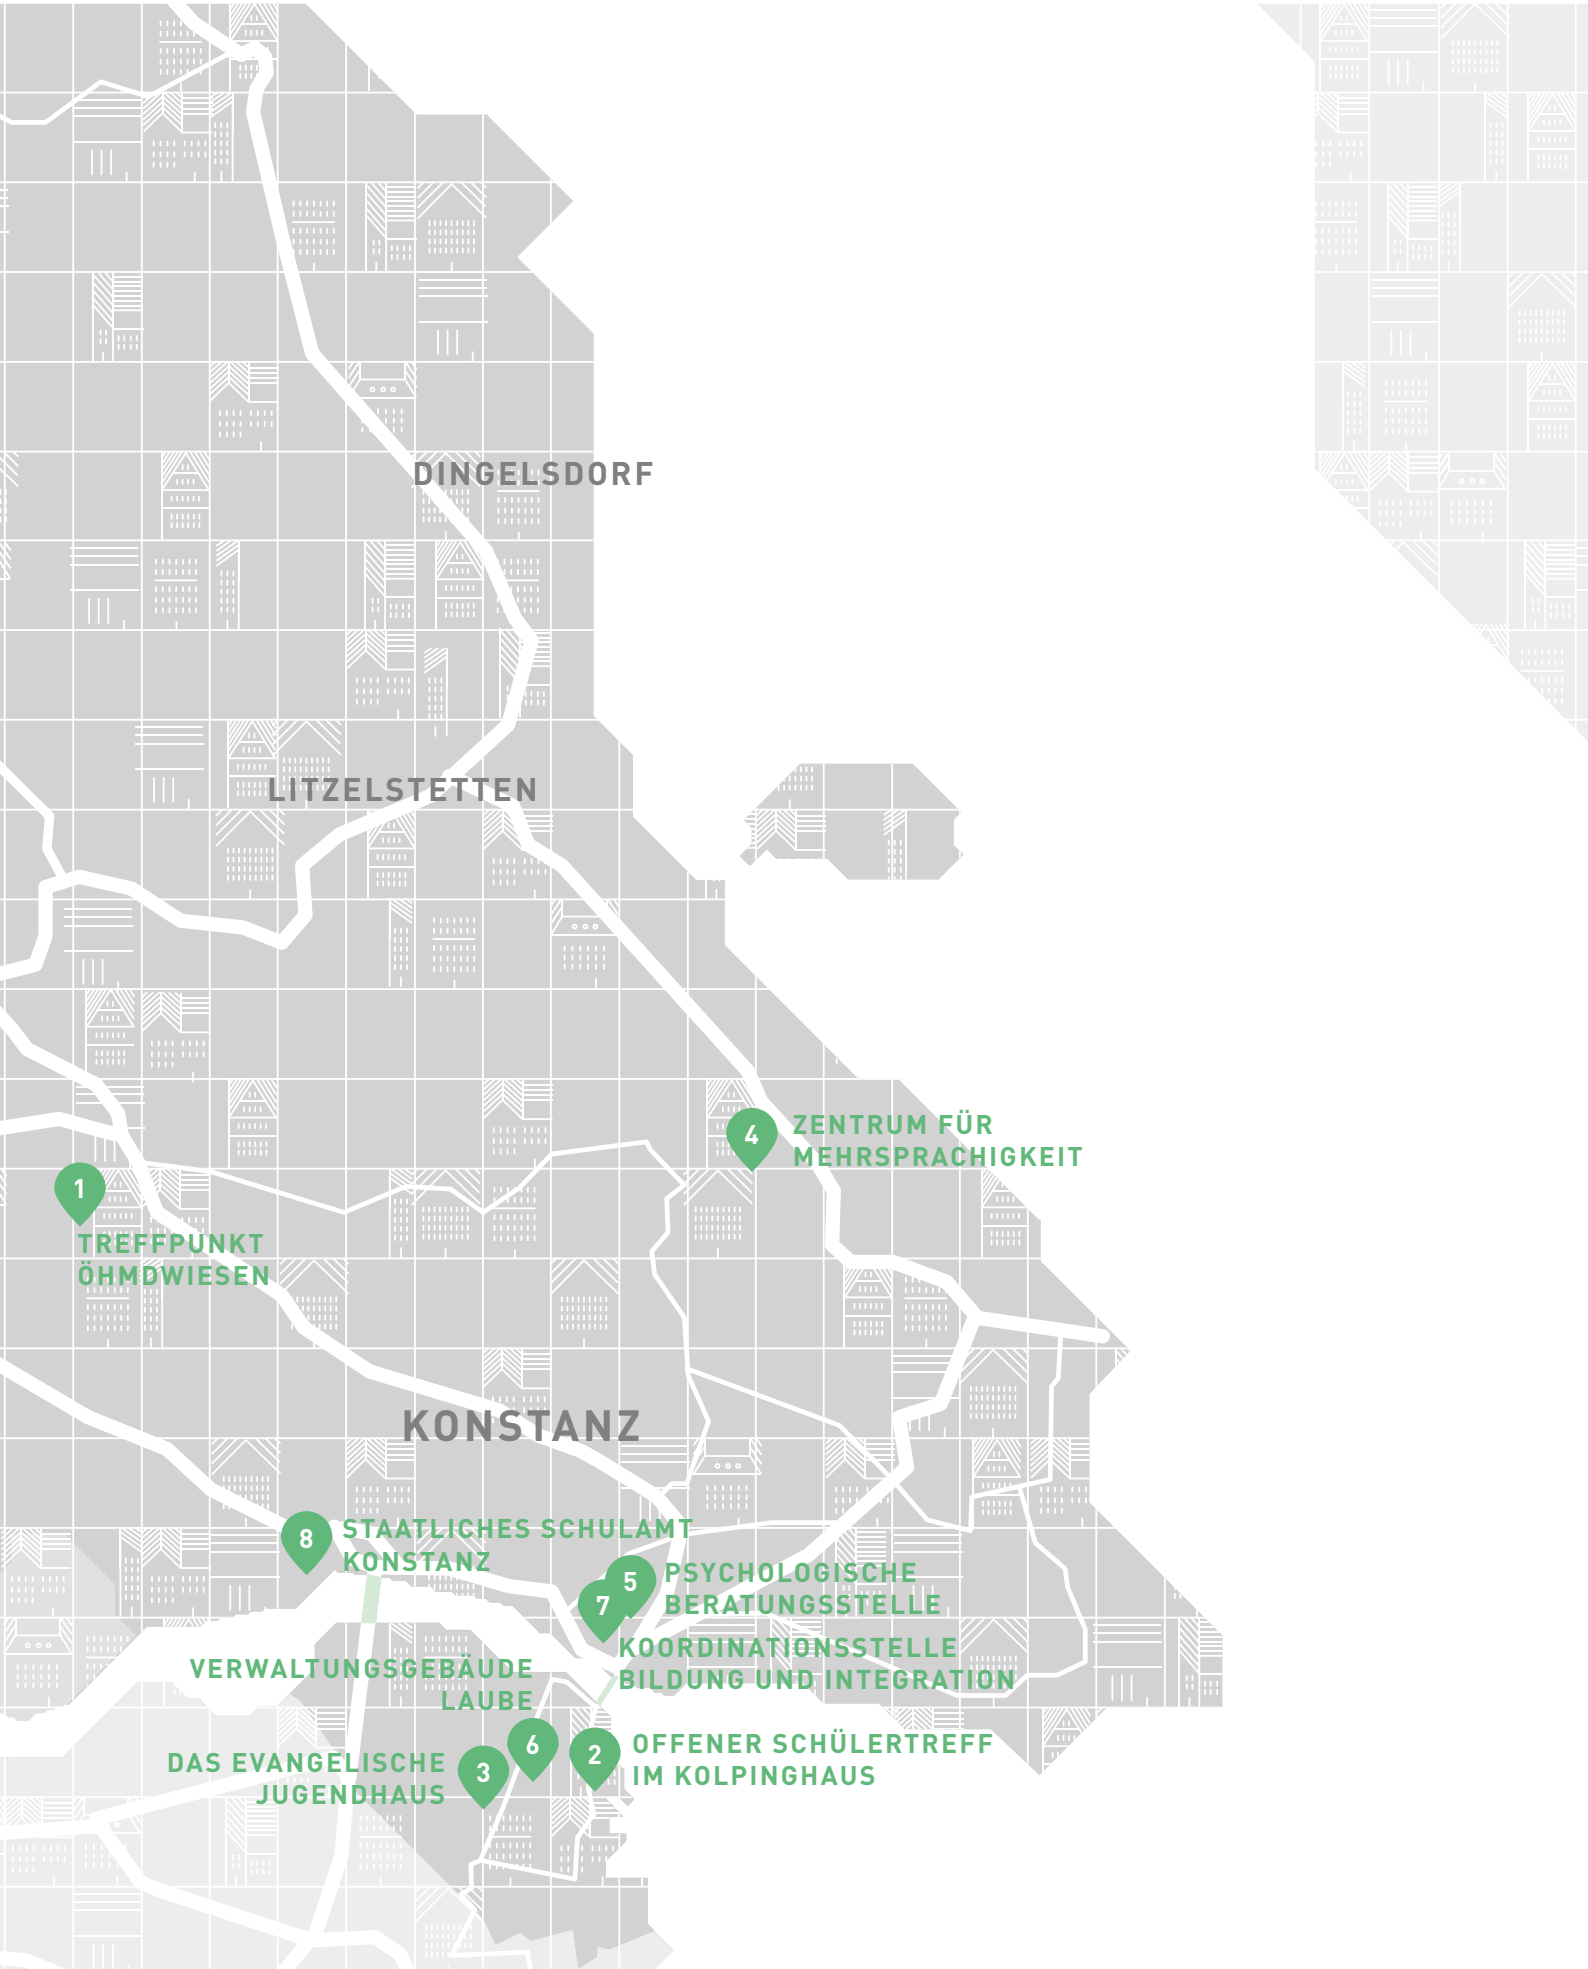 DINGELSDORF
LITZELSTETTEN
4
ZENTRUM FÜR
MEHRSPRACHIGKEIT
1
TREFFPUNKT
ÖHMDWIESEN
KONSTANZ
8
STAATLICHES SCHULAMT
KONSTANZ
5
PSYCHOLOGISCHE
BERATUNGSSTELLE
7
KOORDINATIONSSTELLE
BILDUNG UND INTEGRATION
VERWALTUNGSGEBÄUDE
LAUBE
6
2
OFFENER SCHÜLERTREFF
IM KOLPINGHAUS
DAS EVANGELISCHE
JUGENDHAUS
3